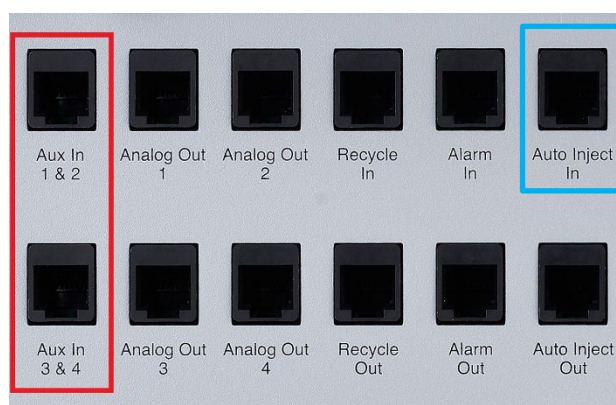 Aux In
1 & 2
Analog Out
1
Analog Out
2
Recycle
In
Alarm
In
Auto Inject
In
Aux In
3 & 4
Analog Out
3
Analog Out
4
Recycle
Out
Alarm
Out
Auto Inject
Out